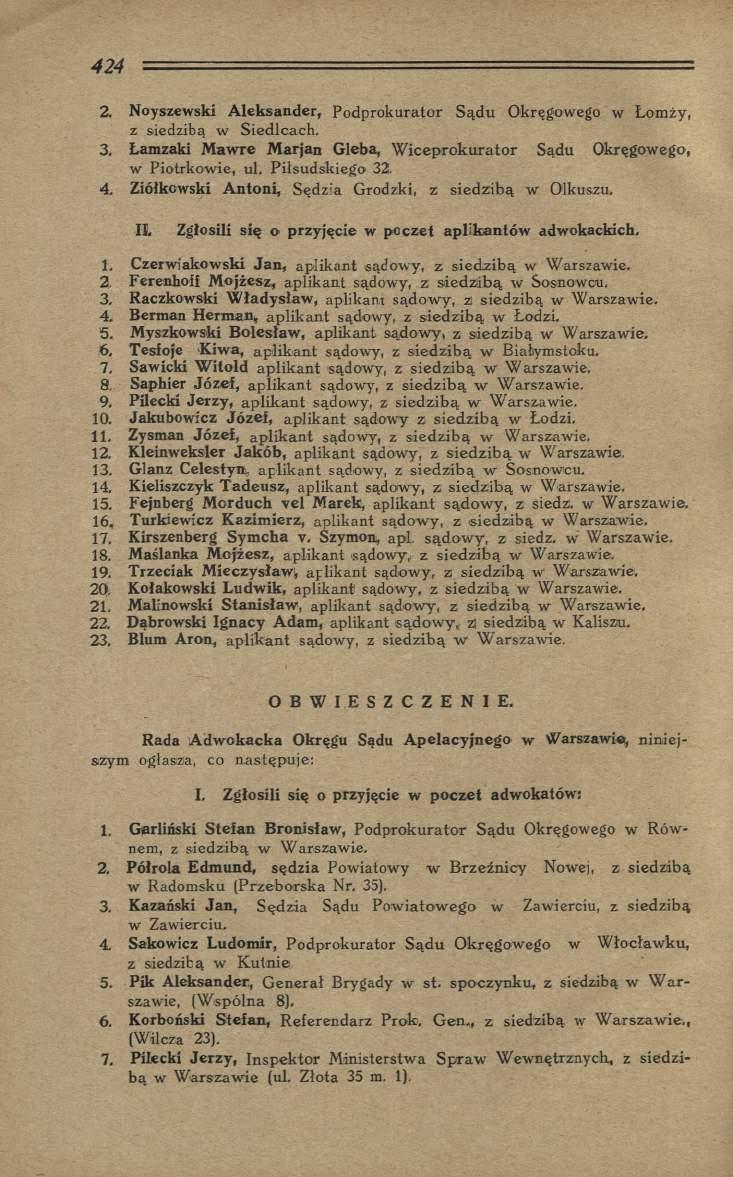 424
2. Noyszewski Aleksander, Podprokurator Sądu Okręgowego w Łomży,
z siedzibą w Siedlcach.
3. Łamzaki Mawre Marjan Gleba, Wiceprokurator Sądu Okręgowego,
w Piotrkowie, ul. Piłsudskiego 32.
4. Ziółkowski Antoni, Sędzia Grodzki, z siedzibą w Olkuszu.
II. Zgłosili się o przyjęcie w poczet aplikantów adwokackich.
1. Czerwiakowski Jan, aplikant sądowy, z siedzibą w Warszawie.
2. Ferenhoff Mojżesz, aplikant sądowy, z siedzibą w Sosnowcu.
3. Raczkowski Władysław, aplikant sądowy, z siedzibą w Warszawie.
4. Berman Herman, aplikant sądowy, z siedzibą w Łodzi.
5. Myszkowski Bolesław, aplikant sądowy, z siedzibą w Warszawie.
6. Tesfoje Kiwa, aplikant sądowy, z siedzibą w Białymstoku.
7. Sawicki Witold aplikant sądowy, z siedzibą w Warszawie.
8. Saphier Józef, aplikant sądowy, z siedzibą w Warszawie.
9. Pilecki Jerzy, aplikant sądowy, z siedzibą w Warszawie.
10. Jakubowicz Józef, aplikant sądowy z siedzibą w Łodzi.
11. Zysman Józef, aplikant sądowy, z siedzibą w Warszawie.
12. Kleinweksler Jakób, aplikant sądowy, z siedzibą w Warszawie.
13. Glanz Celestyn, aplikant sądowy, z siedzibą w Sosnowcu.
14. Kieliszczyk Tadeusz, aplikant sądowy, z siedzibą w Warszawie.
15. Fejnberg Morduch vel Marek, aplikant sądowy, z siedz. w Warszawie.
16. Turkiewicz Kazimierz, aplikant sądowy, z siedzibą w Warszawie.
17. Kirszenberg Symcha v. Szymon, apl. sądowy, z siedz. w Warszawie.
18. Maślanka Mojżesz, aplikant sądowy, z siedzibą w Warszawie.
19. Trzeciak Mieczysław, aplikant sądowy, z siedzibą w Warszawie.
20. Kołakowski Ludwik, aplikant sądowy, z siedzibą w Warszawie.
21. Malinowski Stanisław, aplikant sądowy, z siedzibą w Warszawie.
22. Dąbrowski Ignacy Adam, aplikant sądowy, z siedzibą w Kaliszu.
23. Blum Aron, aplikant sądowy, z siedzibą w Warszawie.
OBWIESZCZENIE.
Rada Adwokacka Okręgu Sądu Apelacyjnego w Warszawie, niniej-
szym ogłasza, co następuje:
I. Zgłosili się o przyjęcie w poczet adwokatów:
1. Garliński Stefan Bronisław, Podprokurator Sądu Okręgowego w Rów-
nem, z siedzibą w Warszawie.
2. Półrola Edmund, sędzia Powiatowy w Brzeźnicy Nowej, z siedzibą
w Radomsku (Przeborska Nr. 35).
3. Kazański Jan, Sędzia Sądu Powiatowego w Zawierciu, z siedzibą
w Zawierciu.
4. Sakowicz Ludomir, Podprokurator Sądu Okręgowego w Włocławku,
z siedzibą w Kutnie
5. Pik Aleksander, Generał Brygady w st. spoczynku, z siedzibą w War-
szawie, (Wspólna 8).
6. Korboński Stefan, Referendarz Prok. Gen., z siedzibą w Warszawie.,
(Wilcza 23).
7. Pilecki Jerzy, Inspektor Ministerstwa Spraw Wewnętrznych, z siedzi-
bą w Warszawie (ul. Złota 35 m. 1).